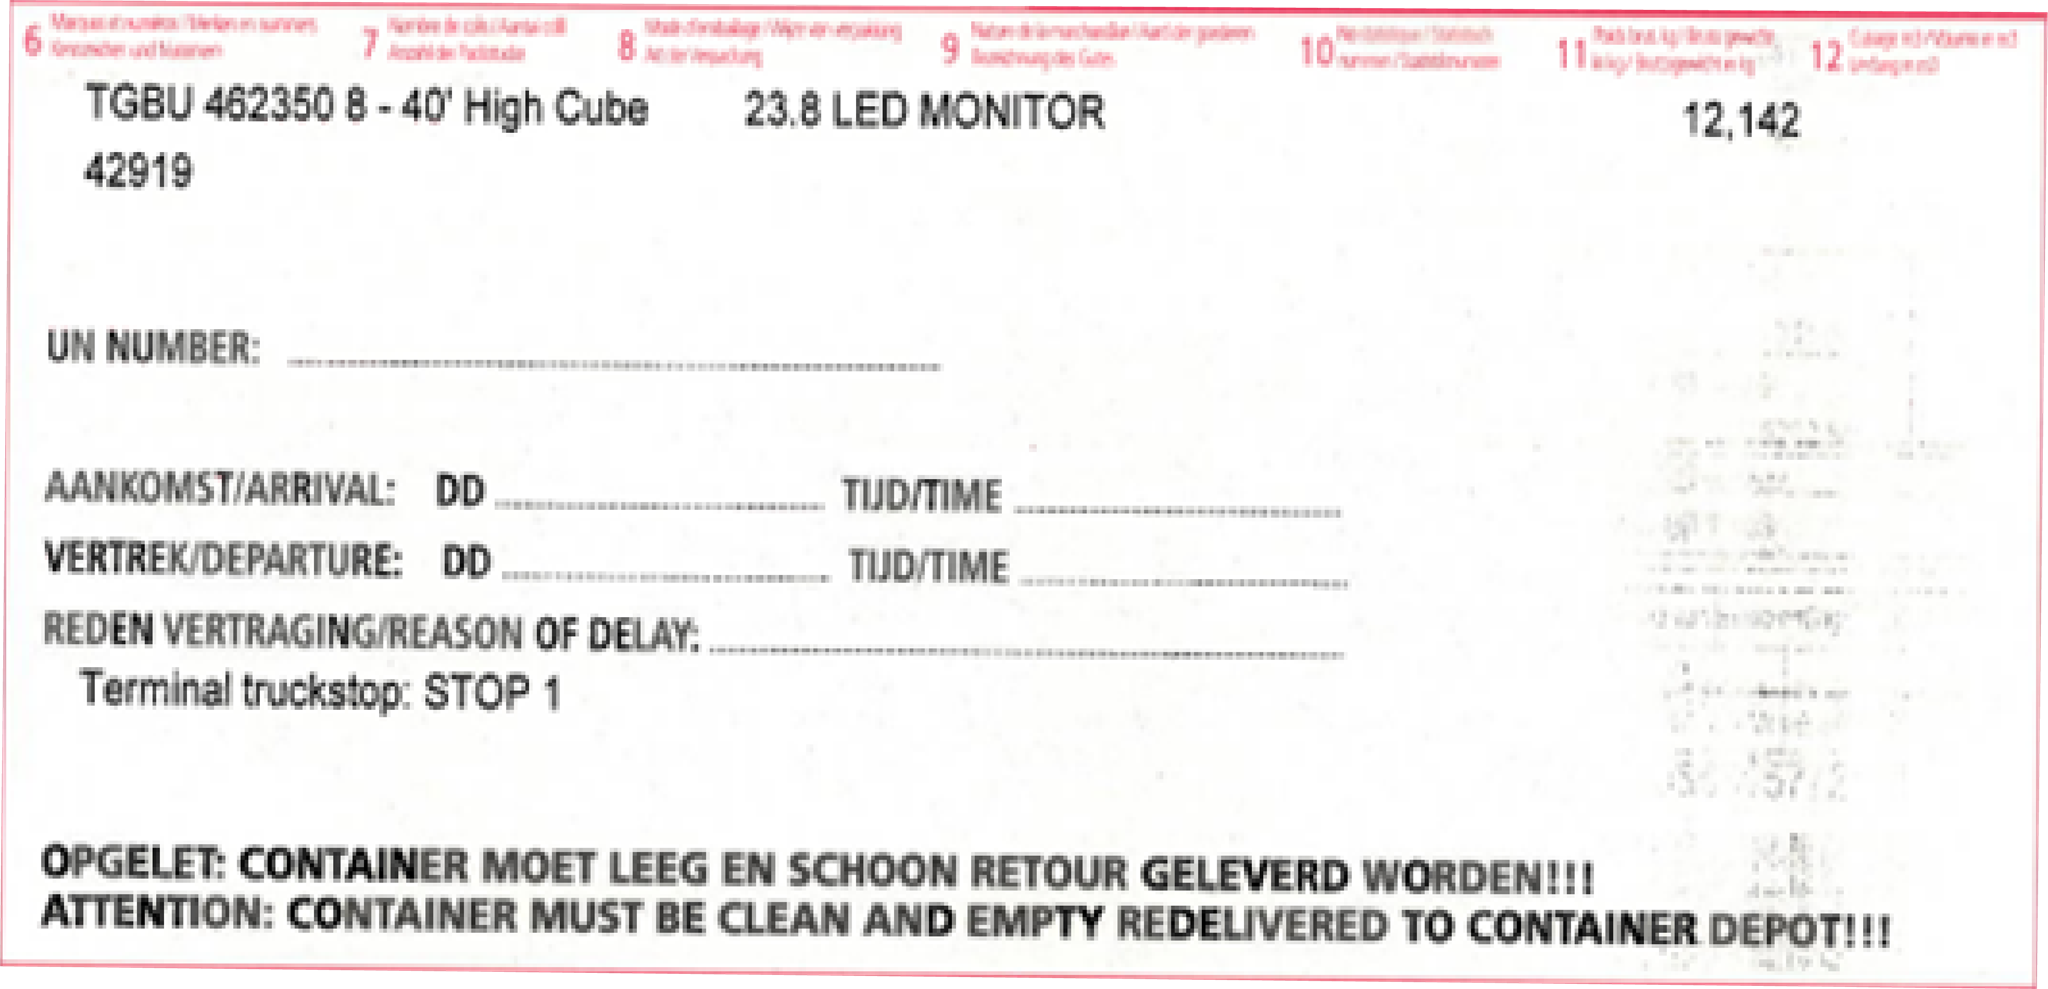 6 Marques et numéros / Merken en nummers 7 Nombre de colis / Aantal colli 8 Mode d'emballage / Wijze van verpakking 9 Nature de la marchandise / Aard der goederen 10 No statistique / Statistisch 11 Poids brut, kg / Bruto gewicht 12 Cubage m3 / Volume in m3
Kennzeichen und Nummern Anzahl der Packstücke Art der Verpackung Bezeichnung des Gutes nummer / Statistiknummer in kg / Bruttogewicht in kg Umfang in m3
TGBU 462350 8 - 40' High Cube 23.8 LED MONITOR 12,142
42919
UN NUMBER:
AANKOMST/ARRIVAL: DD TIJD/TIME
VERTREK/DEPARTURE: DD TIJD/TIME
REDEN VERTRAGING/REASON OF DELAY:
Terminal truckstop: STOP 1
OPGELET: CONTAINER MOET LEEG EN SCHOON RETOUR GELEVERD WORDEN!!!
ATTENTION: CONTAINER MUST BE CLEAN AND EMPTY REDELIVERED TO CONTAINER DEPOT!!!